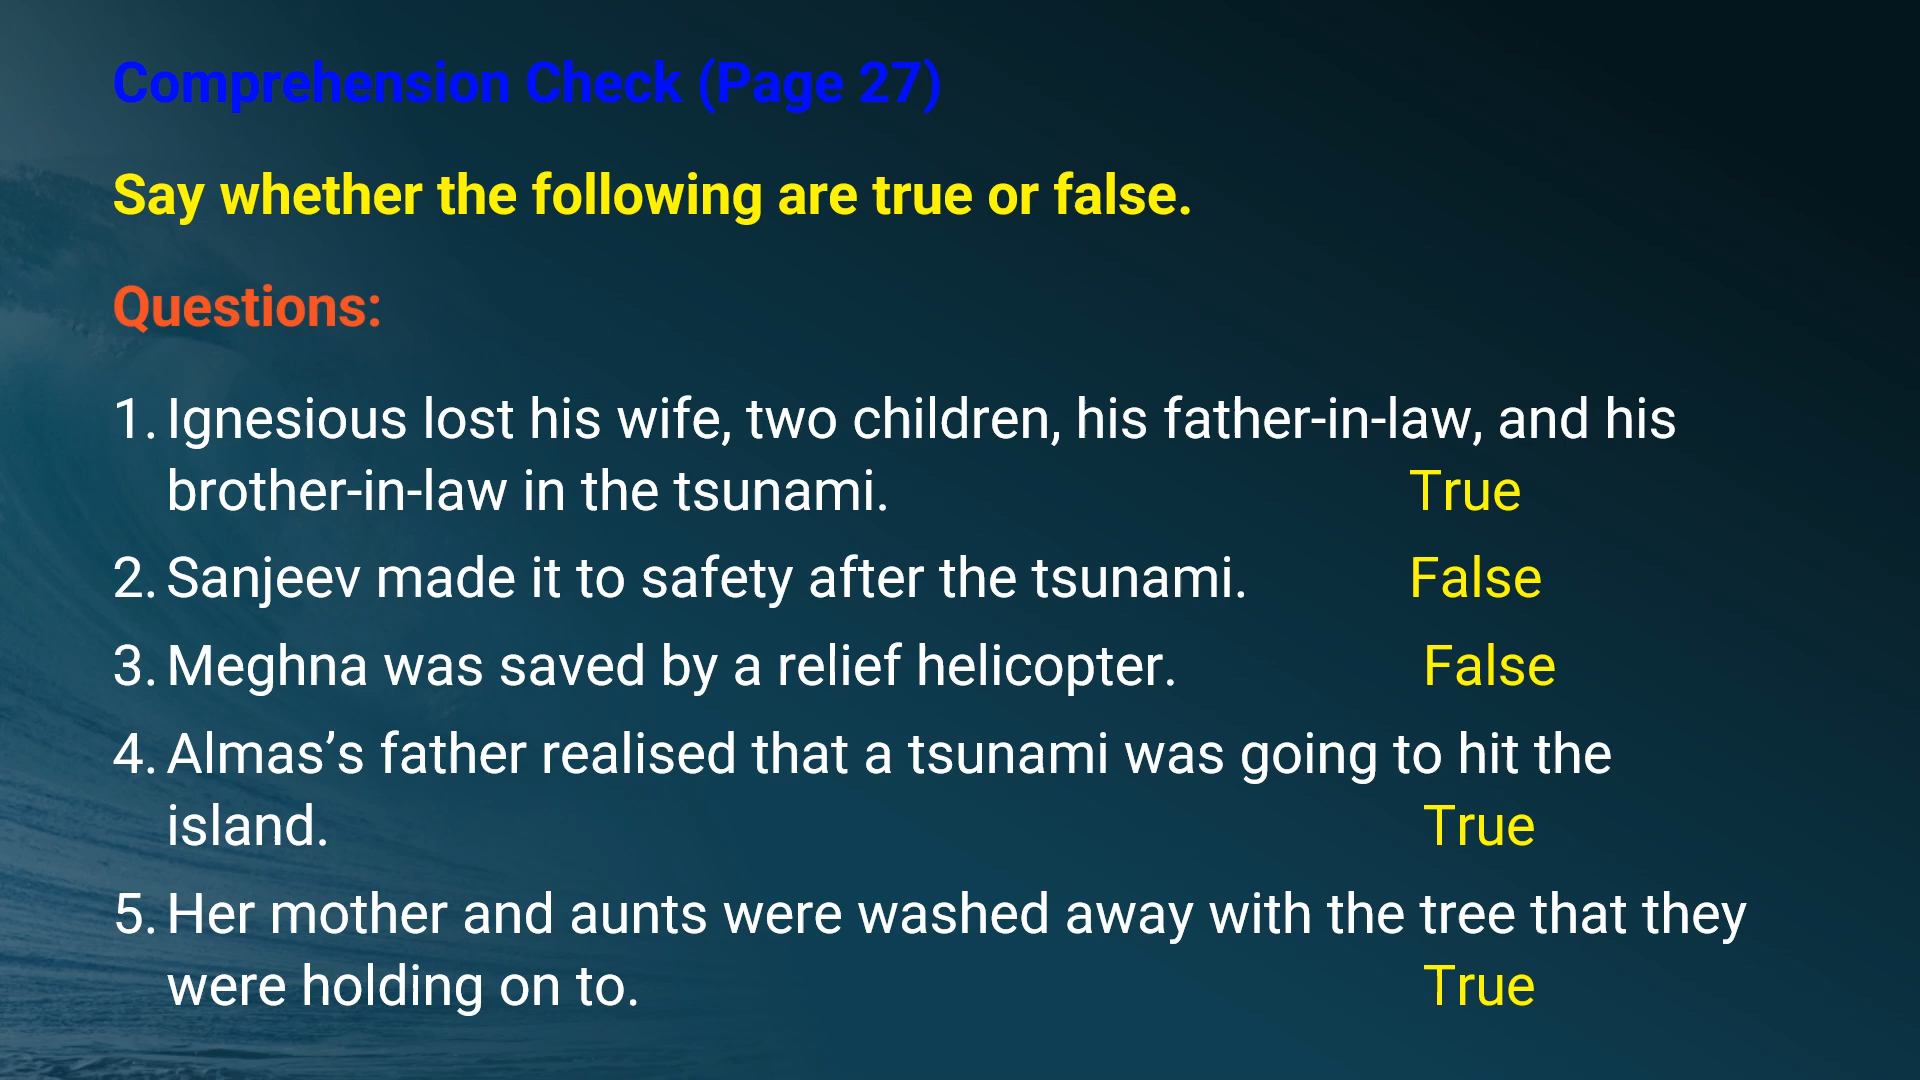 Comprehension Check (Page 27)
Say whether the following are true or false.
Questions:
1. Ignesious lost his wife, two children, his father-in-law, and his
brother-in-law in the tsunami. True
2. Sanjeev made it to safety after the tsunami. False
3. Meghna was saved by a relief helicopter. False
4. Almas’s father realised that a tsunami was going to hit the
island. True
5. Her mother and aunts were washed away with the tree that they
were holding on to. True